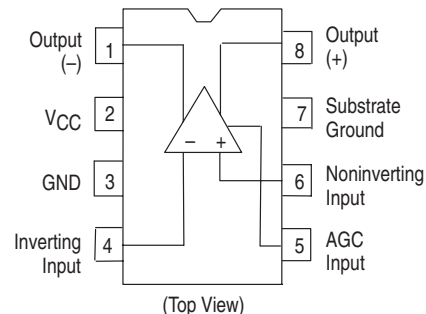 Output
(–)
1
8
Output
(+)
VCC
2
7
Substrate
Ground
– +
GND
3
6
Noninverting
Input
Inverting
Input
4
5
AGC
Input
(Top View)